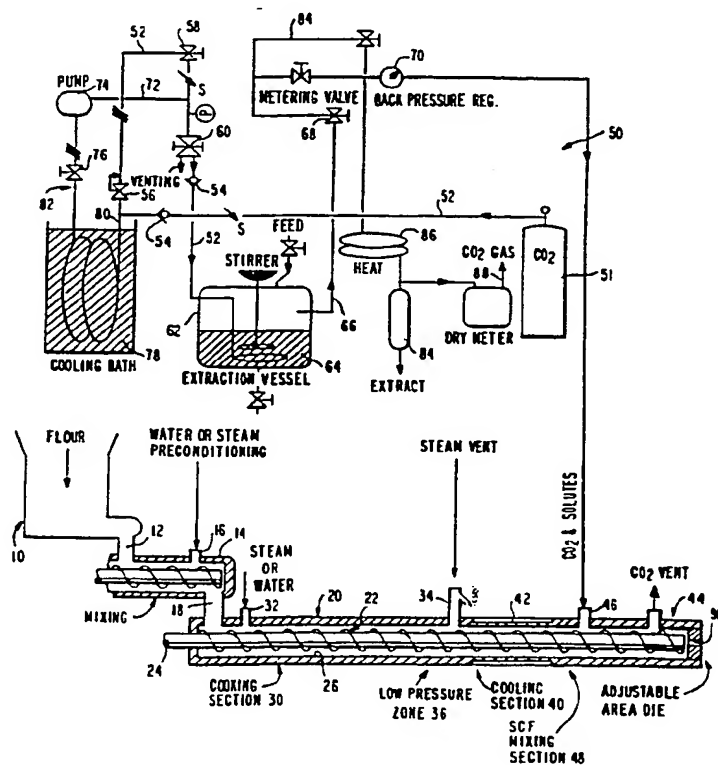 84
58
52
70
PUMP
74
72
S
METERING VALVE
BACK PRESSURE REG.
P
60
68
50
76
VENTING
54
82
56
52
80
54
S
52
FEED
86
CO2 GAS
CO2
STIRRER
HEAT
88
51
62
66
64
84
DRY METER
78
COOLING BATH
EXTRACTION VESSEL
EXTRACT
FLOUR
WATER OR STEAM
PRECONDITIONING
STEAM VENT
CO2 & SOLUTES
10
12
16
14
STEAM
OR
WATER
CO2 VENT
MIXING
18
32
20
22
34
42
46
44
24
26
COOKING
SECTION 30
LOW PRESSURE
ZONE 36
COOLING
SECTION 40
ADJUSTABLE
AREA DIE
SCF
MIXING
SECTION 48